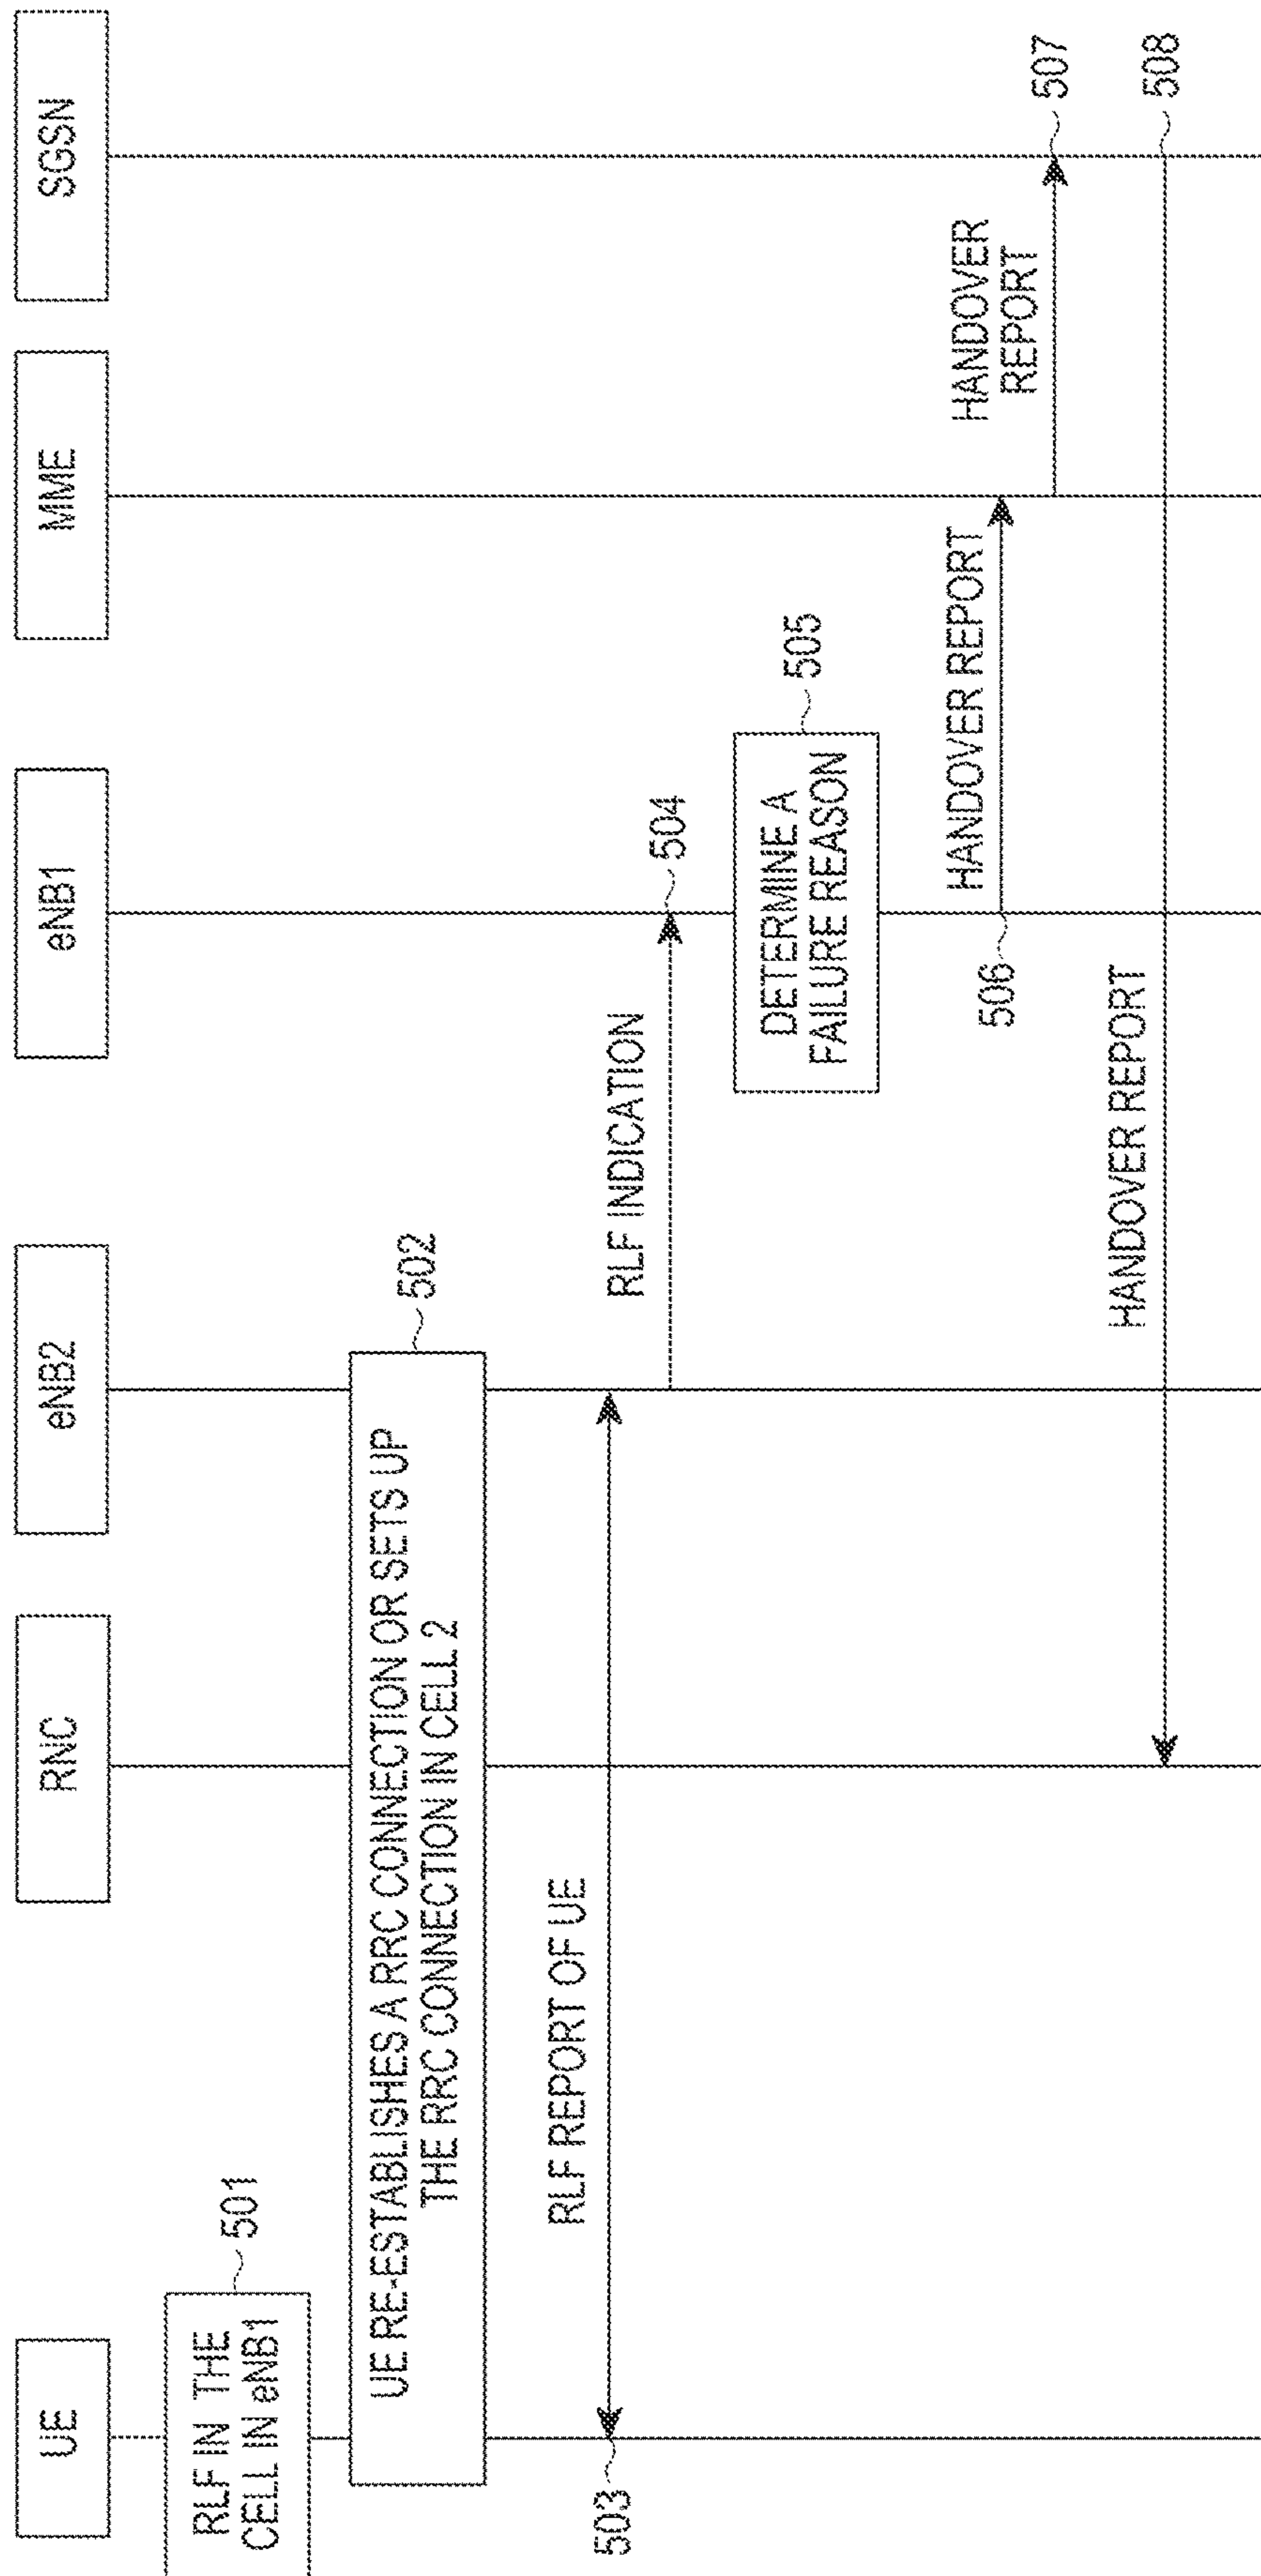 UE
RNC
eNB2
eNB1
MME
SGSN
RLF IN THE
CELL IN eNB1
501
UE RE-ESTABLISHES A RRC CONNECTION OR SETS UP
THE RRC CONNECTION IN CELL 2
502
503
RLF REPORT OF UE
RLF INDICATION
504
DETERMINE A
FAILURE REASON
505
506
HANDOVER REPORT
HANDOVER
REPORT
507
HANDOVER REPORT
508